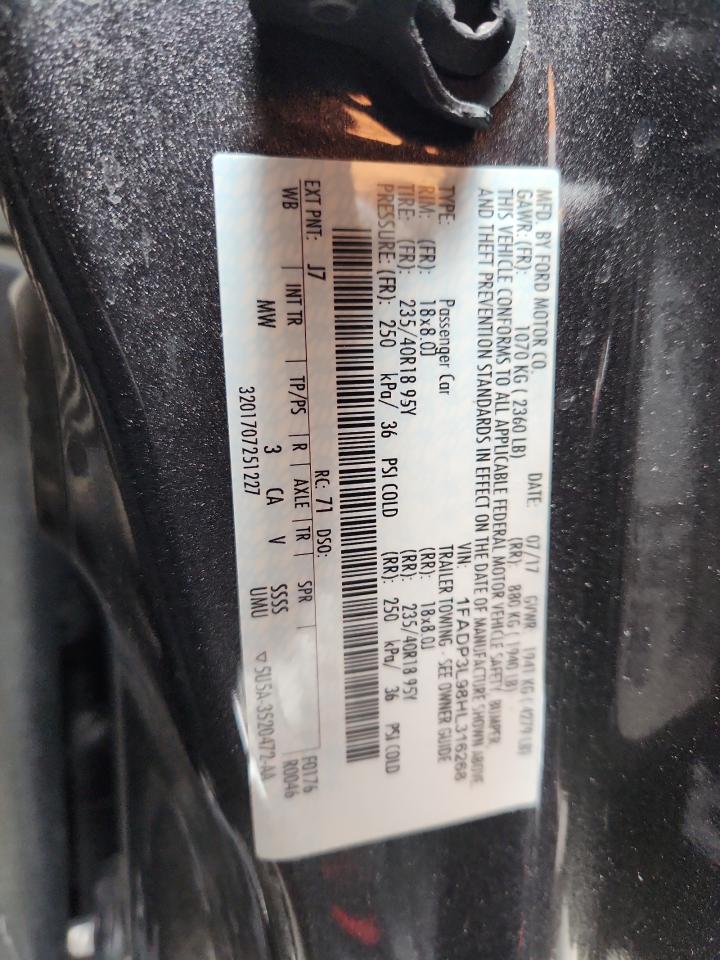 MFD. BY FORD MOTOR CO. DATE: 07/17 GVWR: 1941 KG ( 4279 LB)
GAWR: (FR): 1070 KG ( 2360 LB) (RR): 880 KG ( 1940 LB)
THIS VEHICLE CONFORMS TO ALL APPLICABLE FEDERAL MOTOR VEHICLE SAFETY, BUMPER,
AND THEFT PREVENTION STANDARDS IN EFFECT ON THE DATE OF MANUFACTURE SHOWN ABOVE
VIN: 1FADP3L98HL316268
TYPE: Passenger Car TRAILER TOWING - SEE OWNER GUIDE
RIM: (FR): 18x8.0J (RR): 18x8.0J
TIRE: (FR): 235/40R18 95Y (RR): 235/40R18 95Y
PRESSURE: (FR): 250 kPa/ 36 PSI COLD (RR): 250 kPa/ 36 PSI COLD
F0176
R0046
EXT PNT: J7 RC: 71 DSO:
WB INT TR TP/PS R AXLE TR SPR
MW 3 CA V SSSS
3201707251227 UMU ▽5U5A-3520472-AA